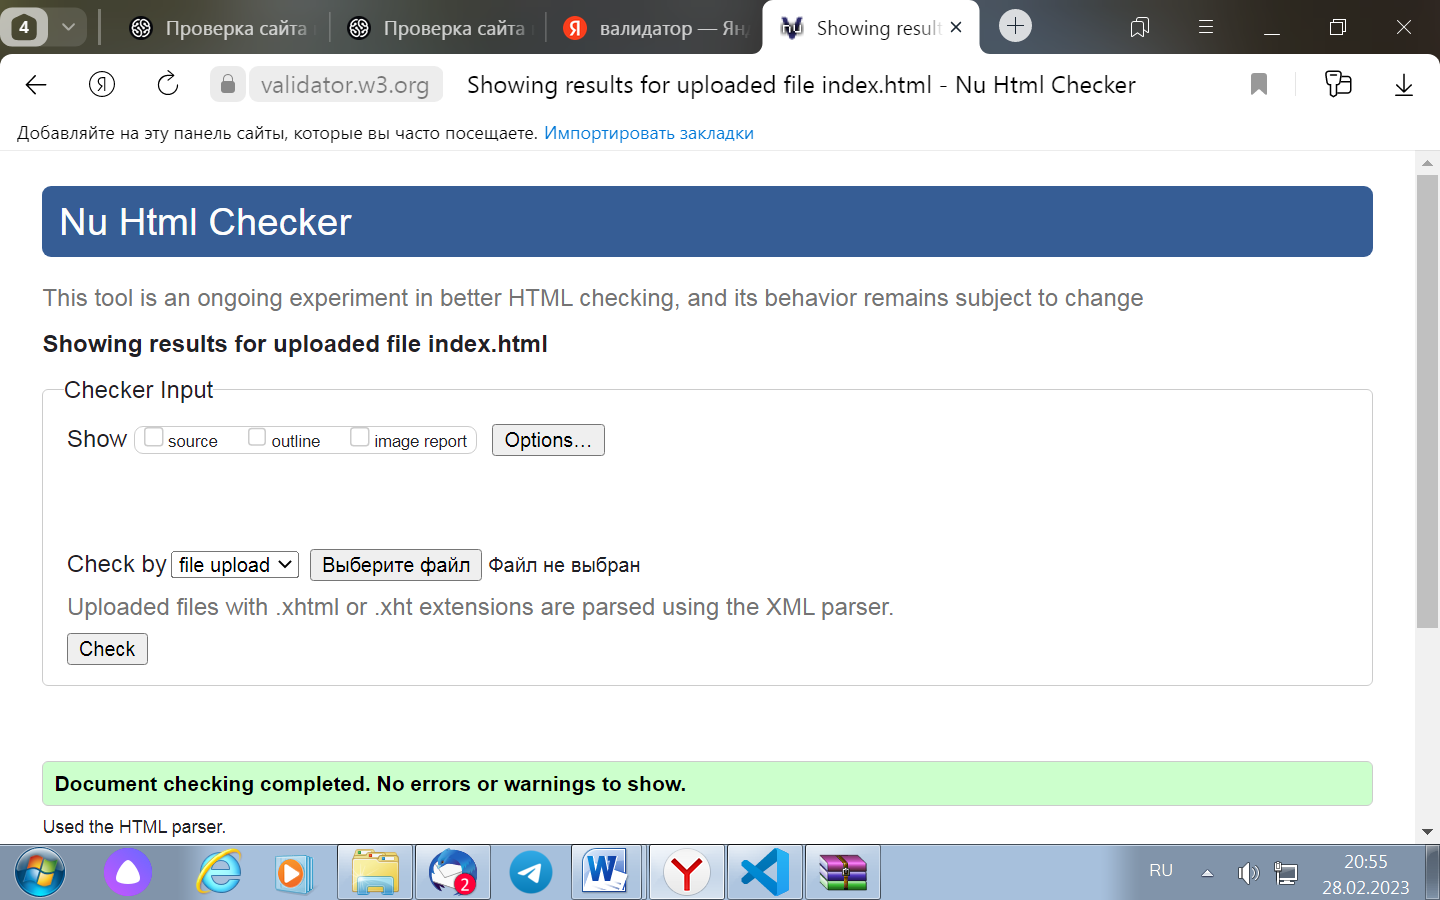 4
Проверка сайта
Проверка сайта
Я
валидатор — Ян
nu
Showing result
Я
validator.w3.org
Showing results for uploaded file index.html - Nu Html Checker
Добавляйте на эту панель сайты, которые вы часто посещаете. Импортировать закладки
Nu Html Checker
This tool is an ongoing experiment in better HTML checking, and its behavior remains subject to change
Showing results for uploaded file index.html
Checker Input
Show source outline image report Options...
Check by file upload Выберите файл Файл не выбран
Uploaded files with .xhtml or .xht extensions are parsed using the XML parser.
Check
Document checking completed. No errors or warnings to show.
Used the HTML parser.
2
W
Y
RU
20:55
28.02.2023